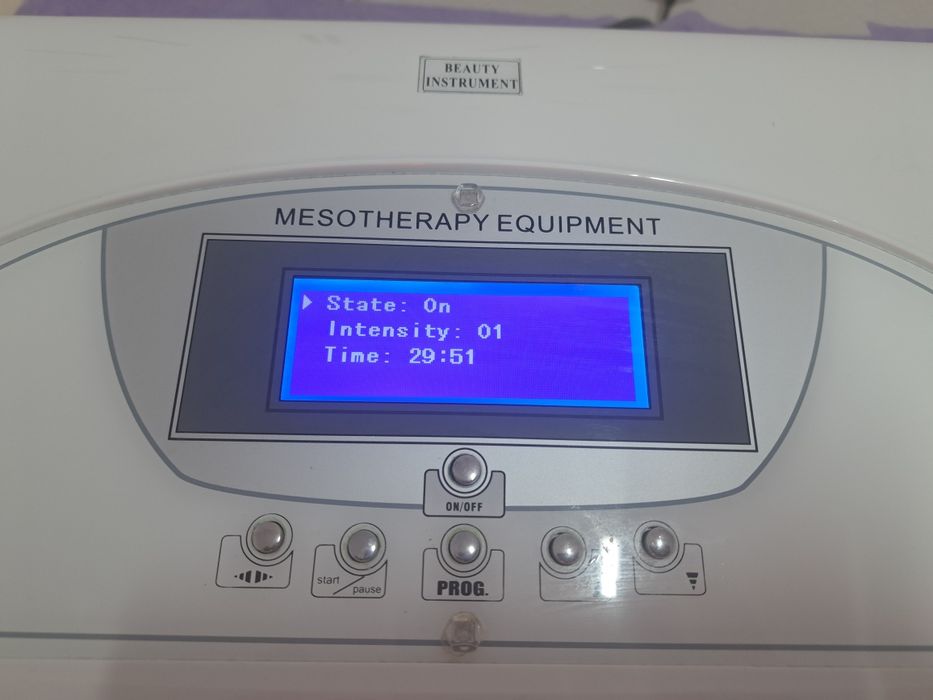 BEAUTY
INSTRUMENT
MESOTHERAPY EQUIPMENT
State: On
Intensity: 01
Time: 29:51
ON/OFF
start / pause
PROG.